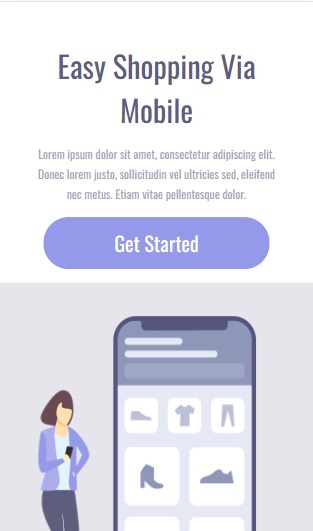 Easy Shopping Via
Mobile
Lorem ipsum dolor sit amet, consectetur adipiscing elit.
Donec lorem justo, sollicitudin vel ultricies sed, eleifend
nec metus. Etiam vitae pellentesque dolor.
Get Started